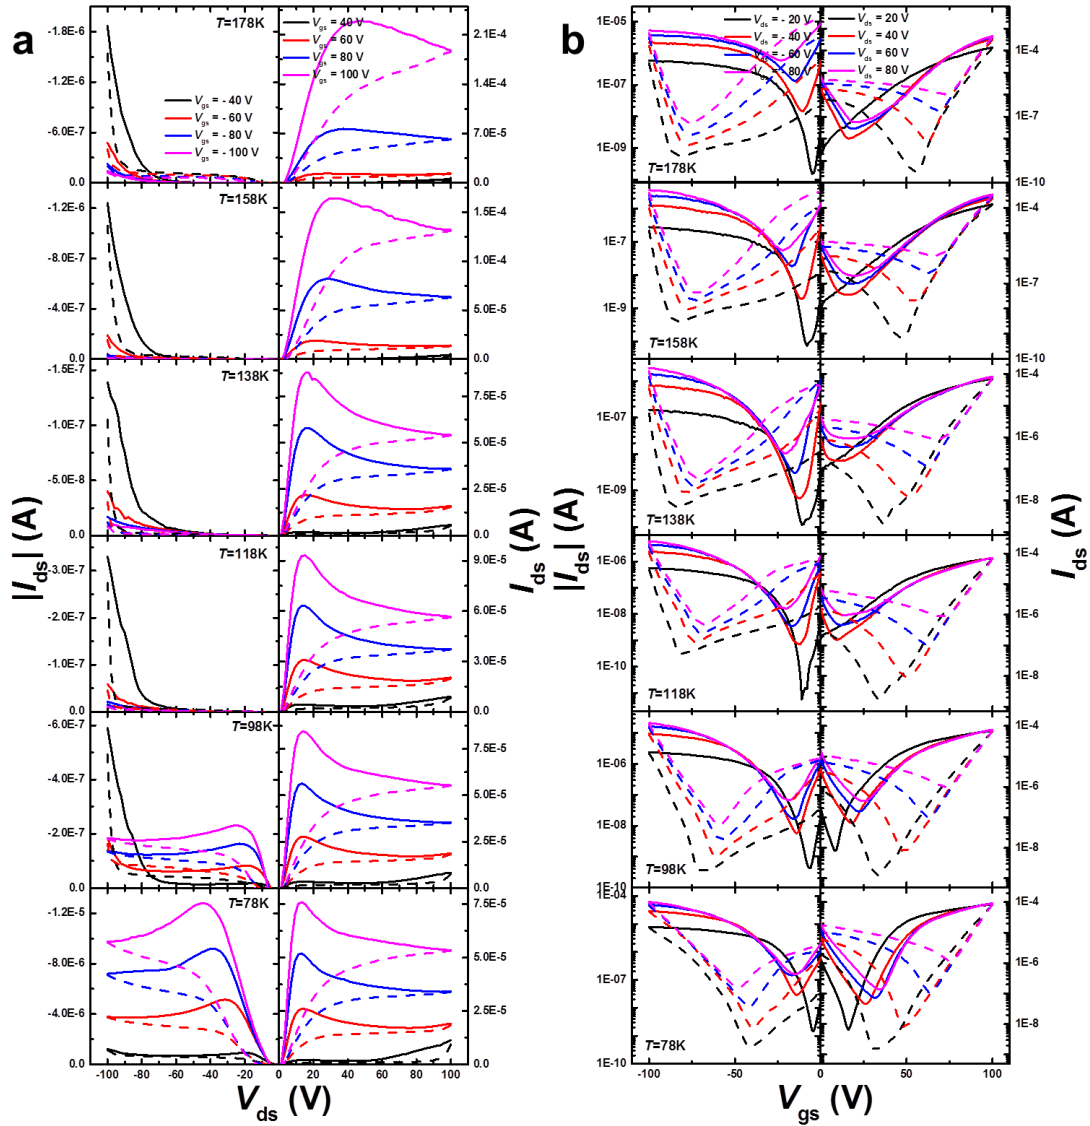 a
T=178K
V_gs = 40 V
V_gs = 60 V
V_gs = 80 V
V_gs = 100 V
V_gs = - 40 V
V_gs = - 60 V
V_gs = - 80 V
V_gs = - 100 V
-1.8E-6
-1.2E-6
-6.0E-7
0.0
2.1E-4
1.4E-4
7.0E-5
0.0
T=158K
-1.2E-6
-8.0E-7
-4.0E-7
0.0
1.5E-4
1.0E-4
5.0E-5
0.0
T=138K
-1.5E-7
-1.0E-7
-5.0E-8
0.0
7.5E-5
5.0E-5
2.5E-5
0.0
T=118K
-3.0E-7
-2.0E-7
-1.0E-7
0.0
9.0E-5
6.0E-5
3.0E-5
0.0
T=98K
-6.0E-7
-4.0E-7
-2.0E-7
0.0
7.5E-5
5.0E-5
2.5E-5
0.0
T=78K
-1.2E-5
-8.0E-6
-4.0E-6
0.0
7.5E-5
5.0E-5
2.5E-5
0.0
-100 -80 -60 -40 -20 0 20 40 60 80 100
|I_ds| (A)
I_ds (A)
V_ds (V)
b
V_ds = - 20 V
V_ds = - 40 V
V_ds = - 60 V
V_ds = - 80 V
V_ds = 20 V
V_ds = 40 V
V_ds = 60 V
V_ds = 80 V
1E-05
1E-07
1E-09
T=178K
1E-4
1E-6
1E-8
1E-10
1E-7
1E-9
T=158K
1E-10
1E-07
1E-09
T=138K
1E-4
1E-6
1E-8
1E-06
1E-08
1E-10
T=118K
1E-4
1E-6
1E-8
1E-06
1E-08
1E-10
T=98K
1E-4
1E-6
1E-8
1E-04
1E-07
1E-10
T=78K
1E-4
1E-6
1E-8
-100 -50 0 50 100
|I_ds| (A)
I_ds (A)
V_gs (V)